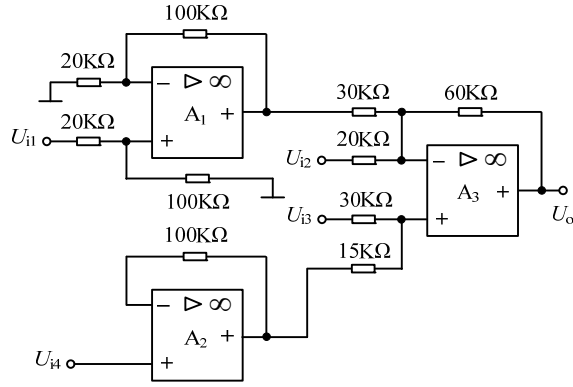 100KΩ
20KΩ
− ▷ ∞
A₁ +
20KΩ
Uᵢ₁
+
100KΩ
30KΩ
60KΩ
Uᵢ₂
20KΩ
− ▷ ∞
A₃ +
Uₒ
Uᵢ₃
30KΩ
+
15KΩ
100KΩ
− ▷ ∞
A₂ +
Uᵢ₄
+